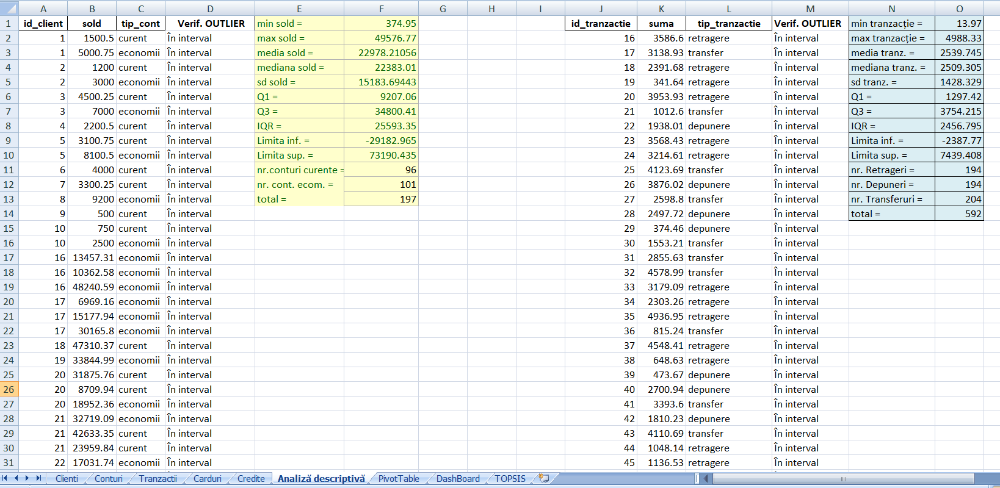 A B C D E F G H I J K L M N O
1 id_client sold tip_cont Verif. OUTLIER min sold = 374.95 id_tranzactie suma tip_tranzactie Verif. OUTLIER min tranzacție = 13.97
2 1 1500.5 curent În interval max sold = 49576.77 16 3586.6 retragere În interval max tranzacție = 4988.33
3 1 5000.75 economii În interval media sold = 22978.21056 17 3138.93 transfer În interval media tranz. = 2539.745
4 2 1200 curent În interval mediana sold = 22383.01 18 2391.68 retragere În interval mediana tranz. = 2509.305
5 2 3000 economii În interval sd sold = 15183.69443 19 341.64 retragere În interval sd tranz. = 1428.329
6 3 4500.25 curent În interval Q1 = 9207.06 20 3953.93 retragere În interval Q1 = 1297.42
7 3 7000 economii În interval Q3 = 34800.41 21 1012.6 transfer În interval Q3 = 3754.215
8 4 2200.5 curent În interval IQR = 25593.35 22 1938.01 depunere În interval IQR = 2456.795
9 5 3100.75 curent În interval Limita inf. = -29182.965 23 3568.43 retragere În interval Limita inf. = -2387.77
10 5 8100.5 economii În interval Limita sup. = 73190.435 24 3214.61 retragere În interval Limita sup. = 7439.408
11 6 4000 curent În interval nr.conturi curente = 96 25 4123.69 transfer În interval nr. Retrageri = 194
12 7 3300.25 curent În interval nr. cont. ecom. = 101 26 3876.02 depunere În interval nr. Depuneri = 194
13 8 9200 economii În interval total = 197 27 2598.8 transfer În interval nr. Transferuri = 204
14 9 500 curent În interval 28 2497.72 depunere În interval total = 592
15 10 750 curent În interval 29 374.46 depunere În interval
16 10 2500 economii În interval 30 1553.21 transfer În interval
17 16 13457.31 economii În interval 31 2855.63 transfer În interval
18 16 10362.58 economii În interval 32 4578.99 transfer În interval
19 16 48240.59 economii În interval 33 3179.09 retragere În interval
20 17 6969.16 economii În interval 34 2303.26 retragere În interval
21 17 15177.94 economii În interval 35 4936.95 retragere În interval
22 17 30165.8 economii În interval 36 815.24 transfer În interval
23 18 47310.37 curent În interval 37 4548.41 retragere În interval
24 19 33844.99 economii În interval 38 648.63 retragere În interval
25 20 31875.76 curent În interval 39 473.67 depunere În interval
26 20 8709.94 curent În interval 40 2700.94 depunere În interval
27 20 18952.36 economii În interval 41 3393.6 transfer În interval
28 21 32719.09 economii În interval 42 1810.23 depunere În interval
29 21 42633.35 curent În interval 43 4110.69 transfer În interval
30 21 23959.84 curent În interval 44 1048.14 retragere În interval
31 22 17031.74 economii În interval 45 1136.53 retragere În interval
Clienti Conturi Tranzactii Carduri Credite Analiză descriptivă PivotTable DashBoard TOPSIS